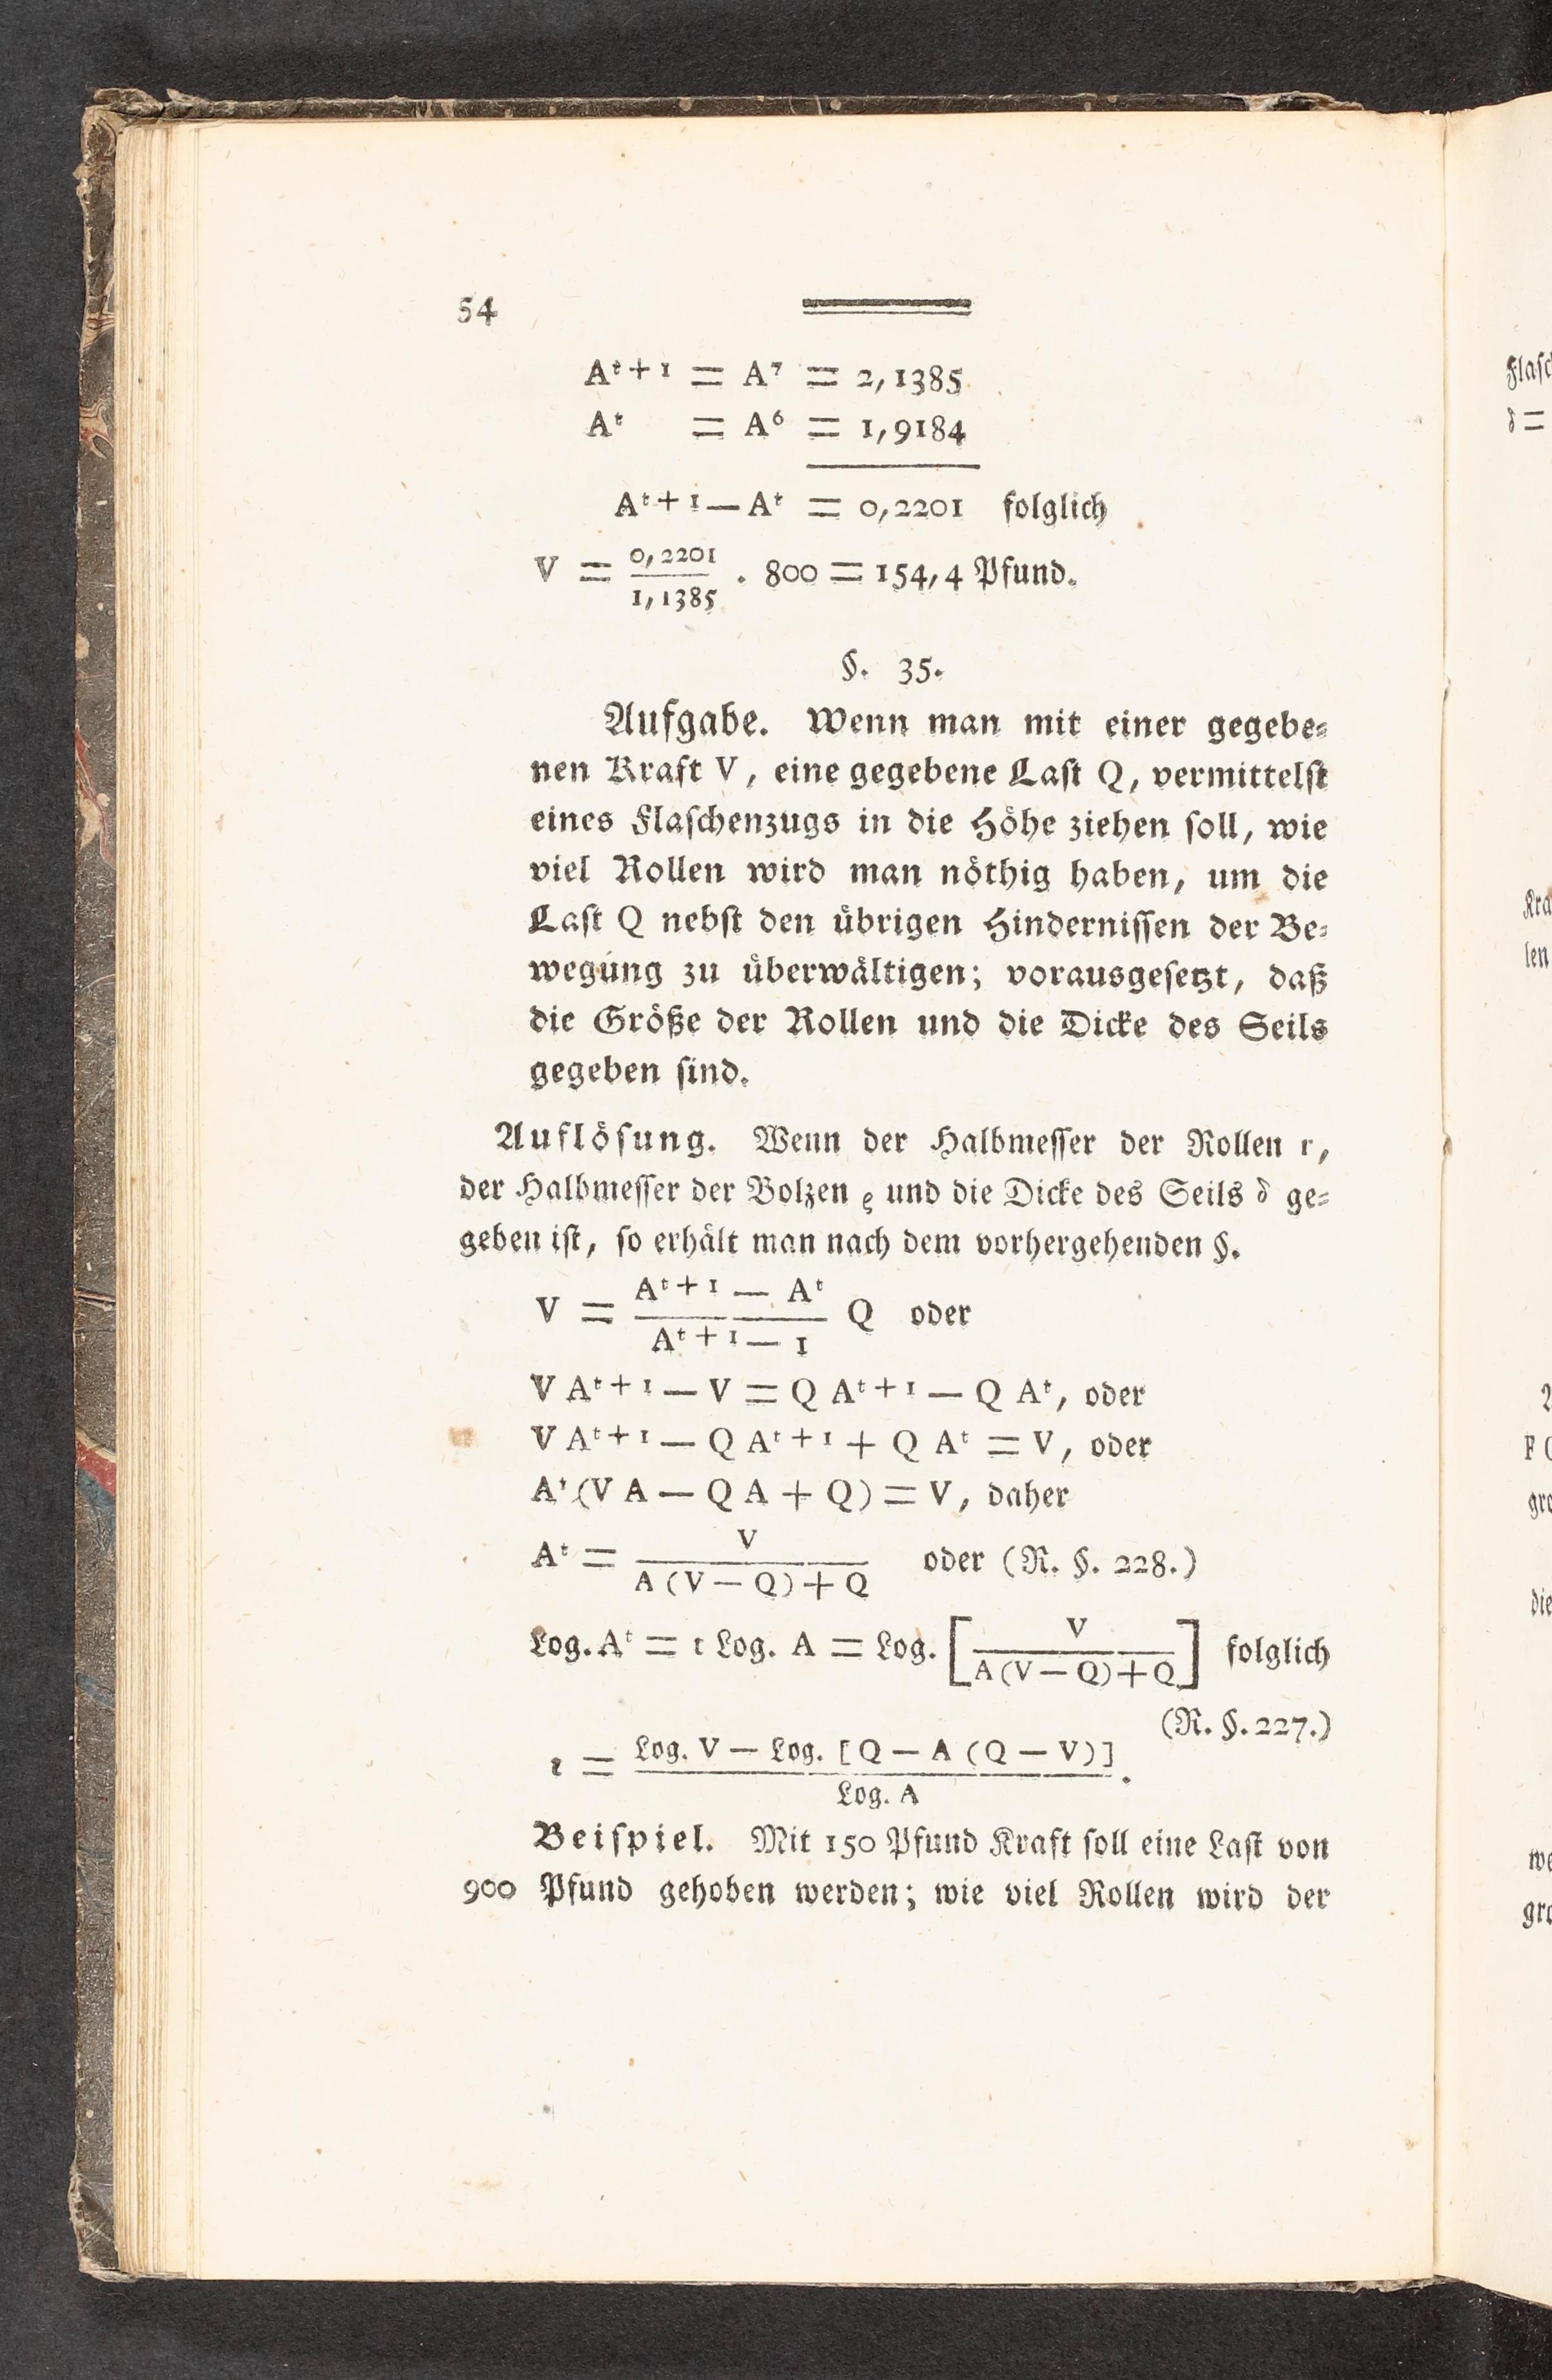 54
A^{t+1} = A^7 = 2,1385
A^t = A^6 = 1,9184
A^{t+1} — A^t = 0,2201 folglich
V = \frac{0,2201}{1,1385} . 800 = 154,4 Pfund.
§. 35.
Aufgabe. Wenn man mit einer gegebe⸗
nen Kraft V, eine gegebene Laſt Q, vermittelſt
eines Flaſchenzugs in die Höhe ziehen ſoll, wie
viel Rollen wird man nöthig haben, um die
Laſt Q nebſt den übrigen Hinderniſſen der Be⸗
wegung zu überwältigen; vorausgeſetzt, daß
die Größe der Rollen und die Dicke des Seils
gegeben ſind.
Auflöſung. Wenn der Halbmeſſer der Rollen r,
der Halbmeſſer der Bolzen ϱ und die Dicke des Seils δ ge⸗
geben iſt, ſo erhält man nach dem vorhergehenden §.
V = \frac{A^{t+1} — A^t}{A^{t+1} — 1} Q oder
V A^{t+1} — V = Q A^{t+1} — Q A^t, oder
V A^{t+1} — Q A^{t+1} + Q A^t = V, oder
A^t (V A — Q A + Q) = V, daher
A^t = \frac{V}{A (V — Q) + Q} oder (R. §. 228.)
Log. A^t = t Log. A = Log. [\frac{V}{A (V — Q) + Q}] folglich
(R. §. 227.)
t = \frac{Log. V — Log. [Q — A (Q — V)]}{Log. A}.
Beiſpiel. Mit 150 Pfund Kraft ſoll eine Laſt von
900 Pfund gehoben werden; wie viel Rollen wird der